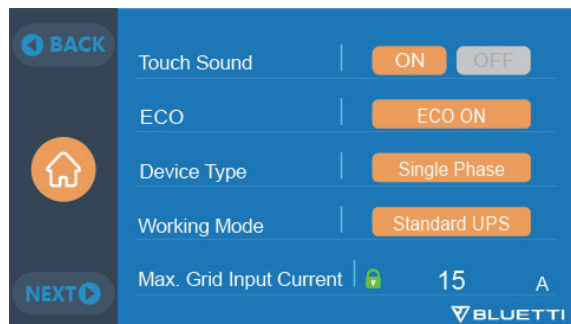 BACK
Touch Sound ON OFF
ECO ECO ON
Device Type Single Phase
Working Mode Standard UPS
Max. Grid Input Current 15 A
NEXT
BLUETTI